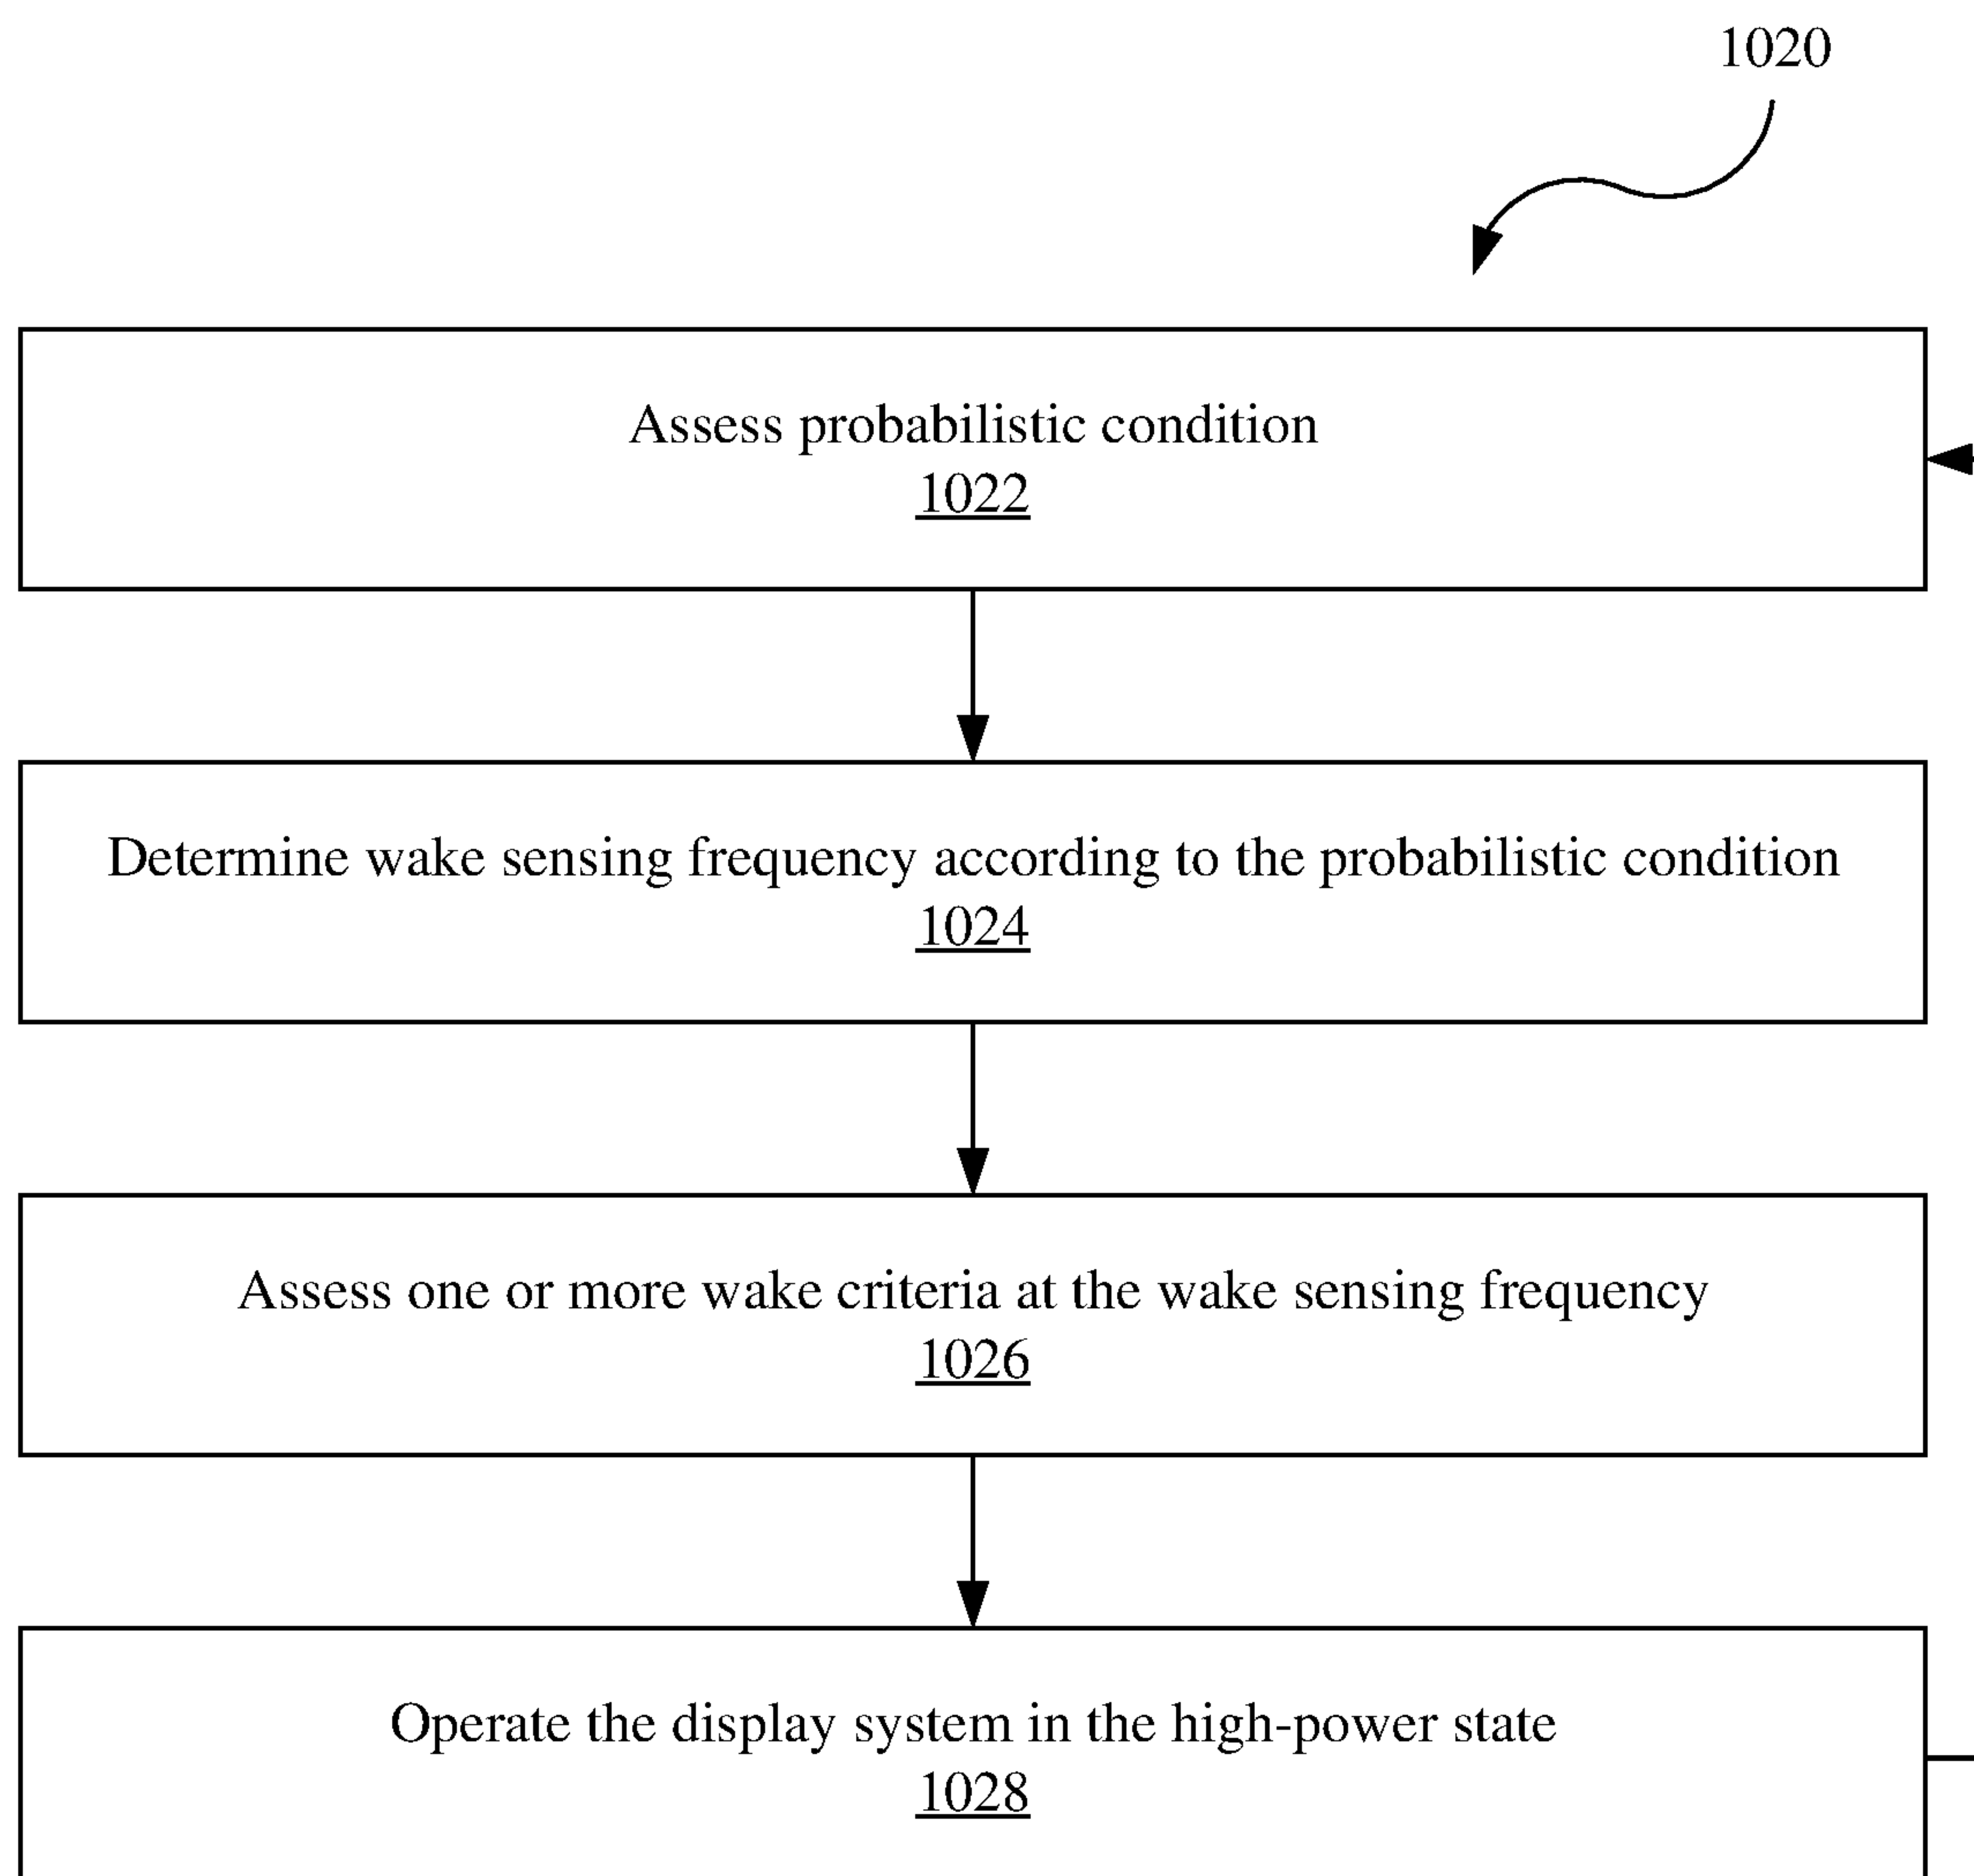 1020
Assess probabilistic condition
1022
Determine wake sensing frequency according to the probabilistic condition
1024
Assess one or more wake criteria at the wake sensing frequency
1026
Operate the display system in the high-power state
1028